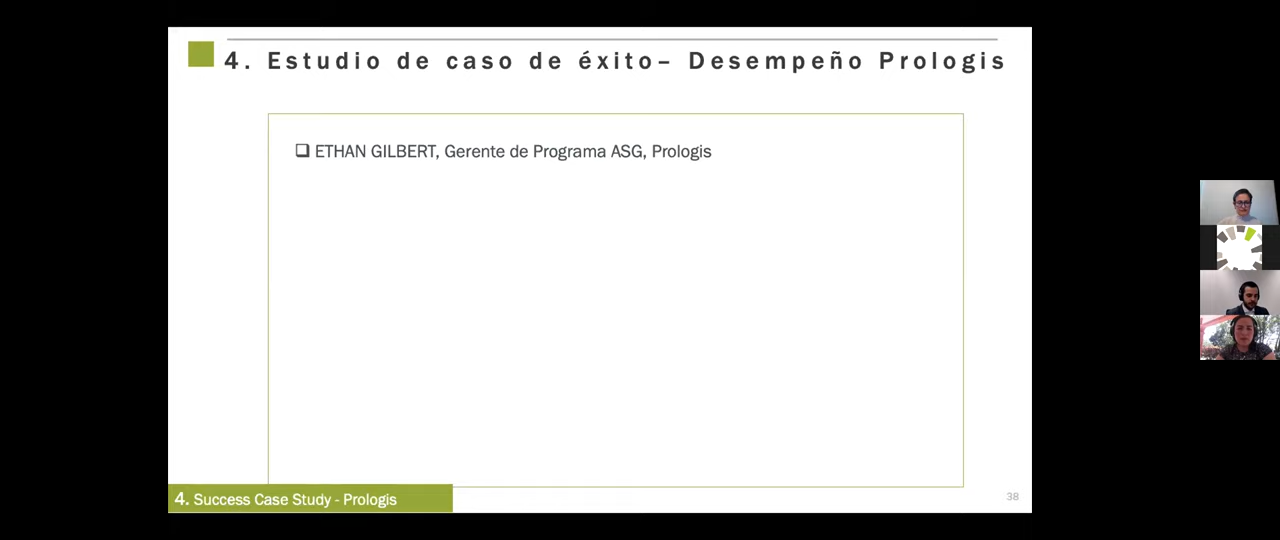 4. Estudio de caso de éxito– Desempeño Prologis
❑ ETHAN GILBERT, Gerente de Programa ASG, Prologis
4. Success Case Study - Prologis
38